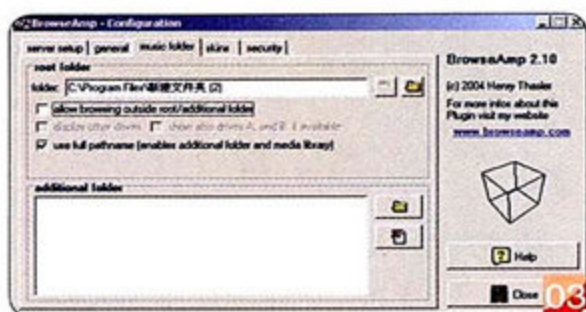 BrowseAmp - Configuration
server setup | general | music folder | skins | security
root folder
folder: C:\Program Files\新建文件夹 (2)
allow browsing outside root/additional folder
display other drives
show also drives A: and B: if available
use full pathname (enables additional folder and media library)
additional folder
BrowseAmp 2.10
(c) 2004 Henry Thasler
For more infos about this
Plugin visit my website
www.browseamp.com
Help
Close
03